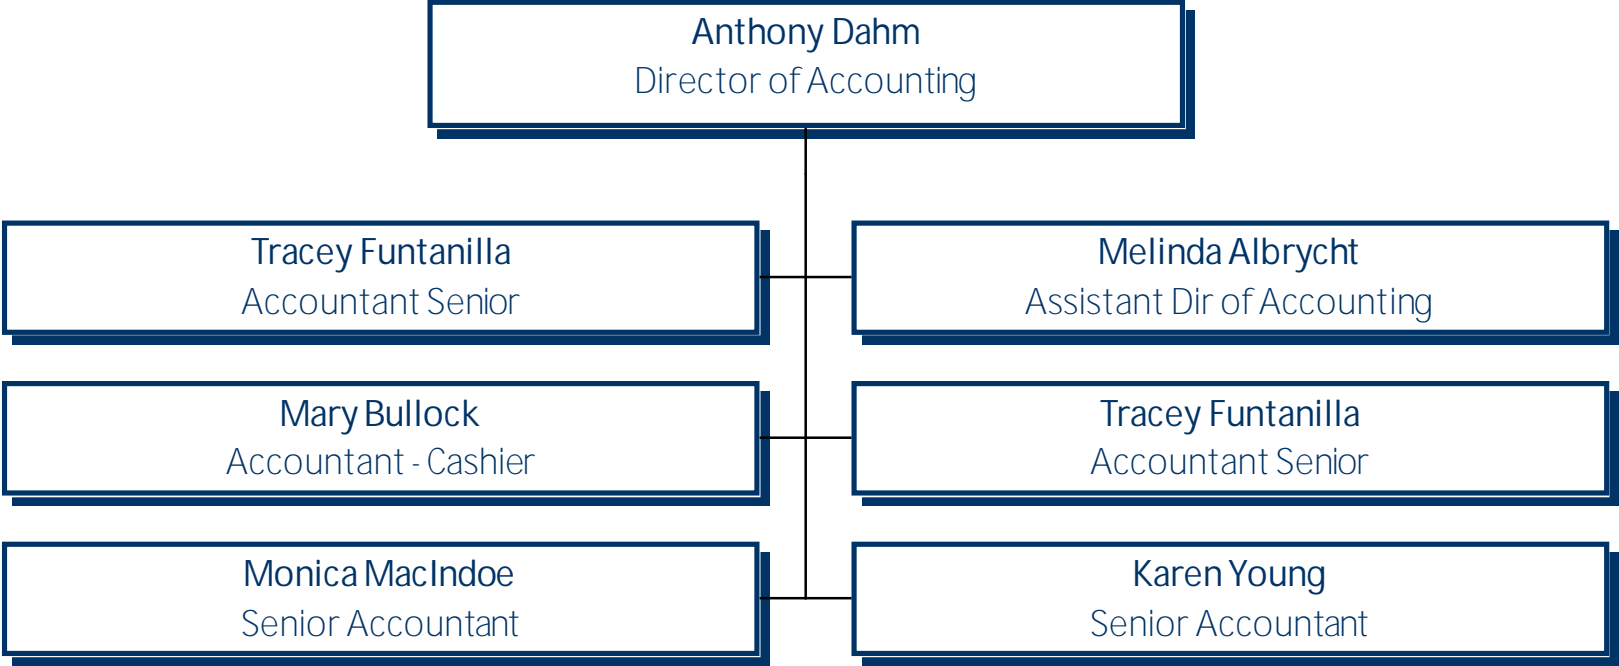 Anthony Dahm
Director of Accounting
Tracey Funtanilla
Accountant Senior
Melinda Albrycht
Assistant Dir of Accounting
Mary Bullock
Accountant - Cashier
Tracey Funtanilla
Accountant Senior
Monica MacIndoe
Senior Accountant
Karen Young
Senior Accountant